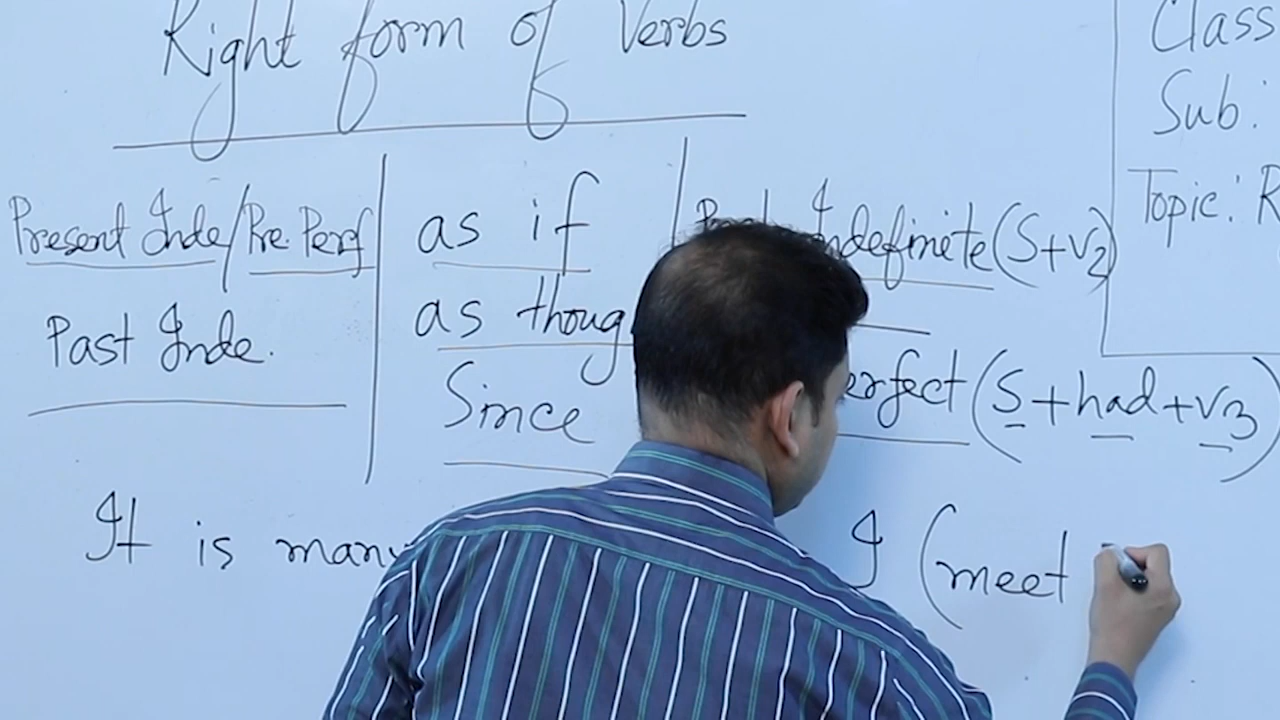 Right form of Verbs
Class
Sub:
Topic: R
Present Inde/Pre. Perf
as if
Indefinite (S+V2)
Past Inde.
as thoug
Since
erfect (S+had+V3)
It is many
I (meet